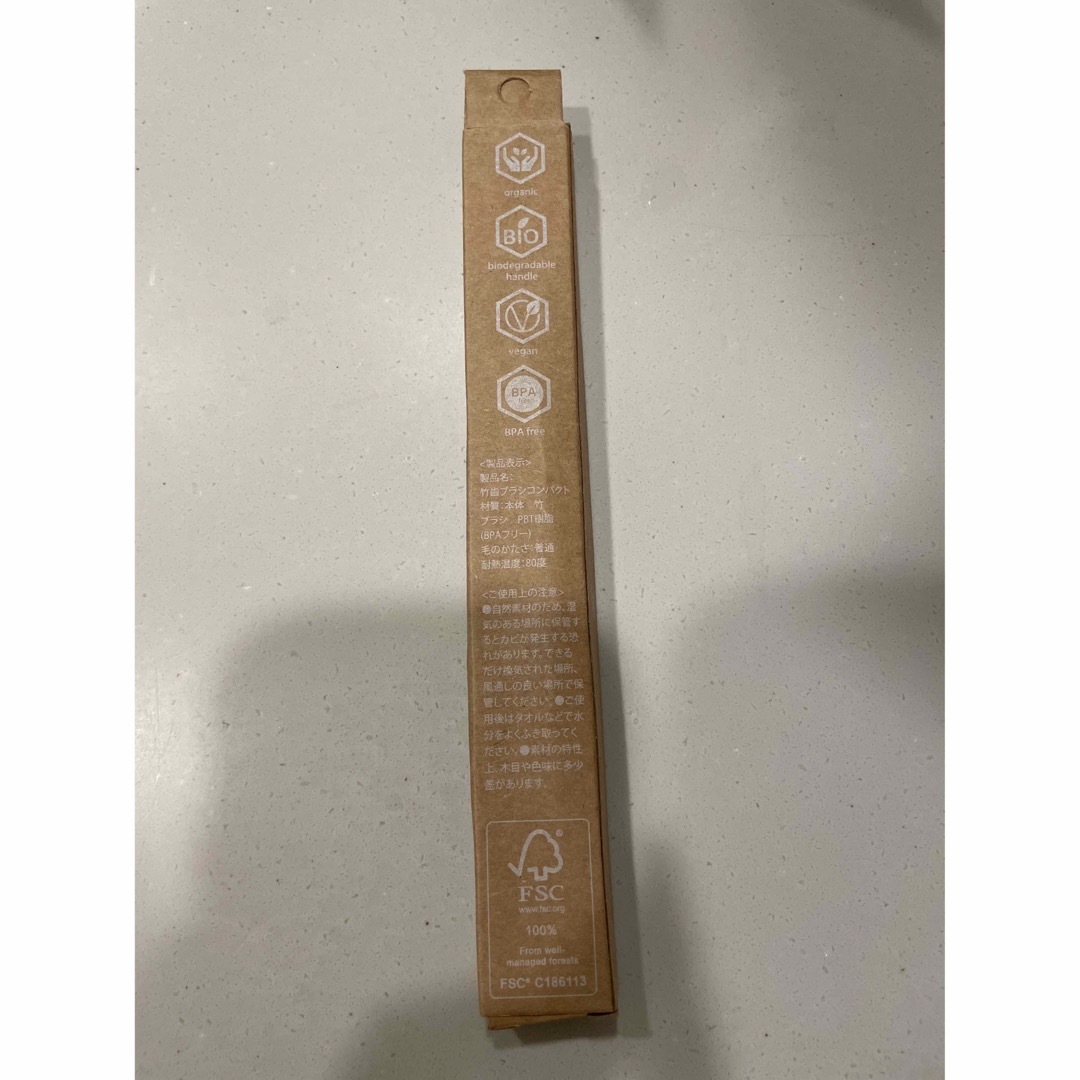 organic
BIO
biodegradable
handle
vegan
BPA
free
BPA free
<製品表示>
製品名：
竹歯ブラシコンパクト
材質：本体　竹
ブラシ　PBT樹脂
(BPAフリー)
毛のかたさ：普通
耐熱温度：80度
<ご使用上の注意>
●自然素材のため、湿
気のある場所に保管す
るとカビが発生する恐
れがあります。できる
だけ換気された場所、
風通しの良い場所で保
管してください。●ご使
用後はタオルなどで水
分をよくふき取ってく
ださい。●素材の特性
上、木目や色味に多少
差があります。
FSC®
www.fsc.org
100%
From well-
managed forests
FSC® C186113